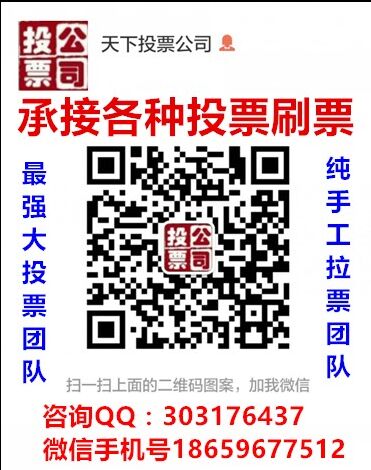 投公票司
天下投票公司
承接各种投票刷票
最强大投票团队
纯手工拉票团队
投公票司
扫一扫上面的二维码图案，加我微信
咨询QQ：303176437
微信手机号18659677512